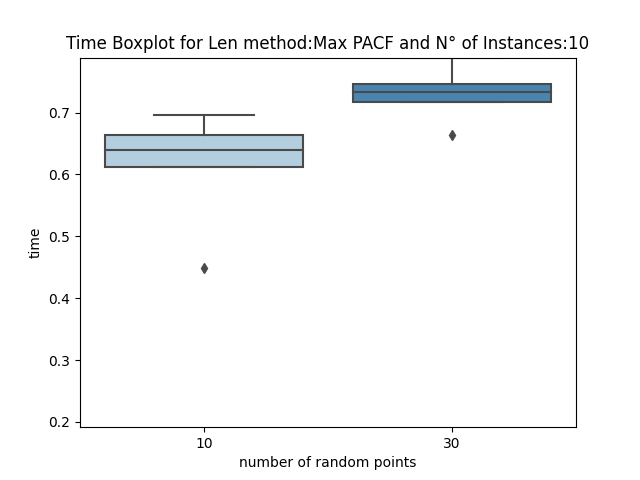 Time Boxplot for Len method:Max PACF and N° of Instances:10
0.7
0.6
0.5
0.4
0.3
0.2
time
10
30
number of random points